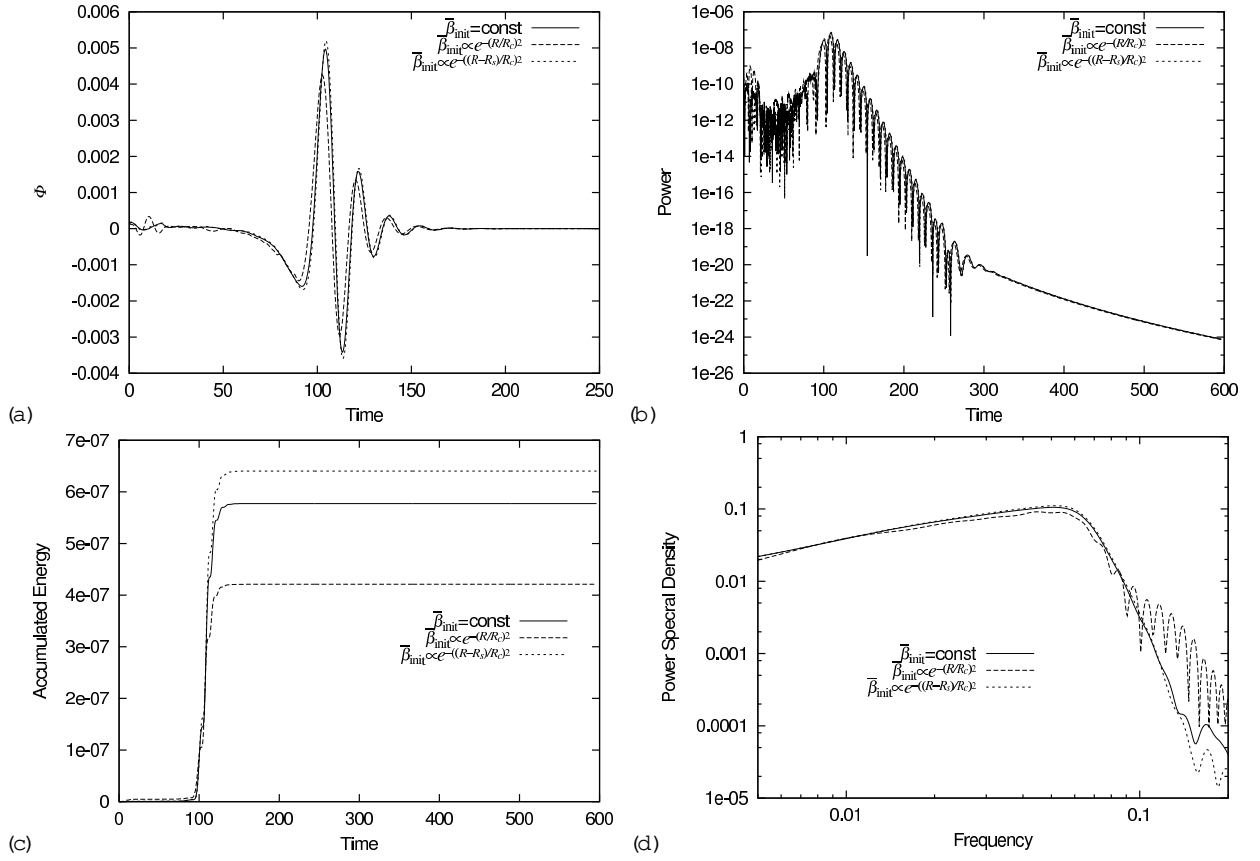 β̅init=const
β̅init∝e−(R/Rc)2
β̅init∝e−((R−Rs)/Rc)2
0.006
0.005
0.004
0.003
0.002
0.001
0
-0.001
-0.002
-0.003
-0.004
Φ
0 50 100 150 200 250
Time
(a)
β̅init=const
β̅init∝e−(R/Rc)2
β̅init∝e−((R−Rs)/Rc)2
1e-06
1e-08
1e-10
1e-12
1e-14
1e-16
1e-18
1e-20
1e-22
1e-24
1e-26
Power
0 100 200 300 400 500 600
Time
(b)
7e-07
6e-07
5e-07
4e-07
3e-07
2e-07
1e-07
0
Accumulated Energy
β̅init=const
β̅init∝e−(R/Rc)2
β̅init∝e−((R−Rs)/Rc)2
0 100 200 300 400 500 600
Time
(c)
1
0.1
0.01
0.001
0.0001
1e-05
Power Specral Density
β̅init=const
β̅init∝e−(R/Rc)2
β̅init∝e−((R−Rs)/Rc)2
0.01 0.1
Frequency
(d)